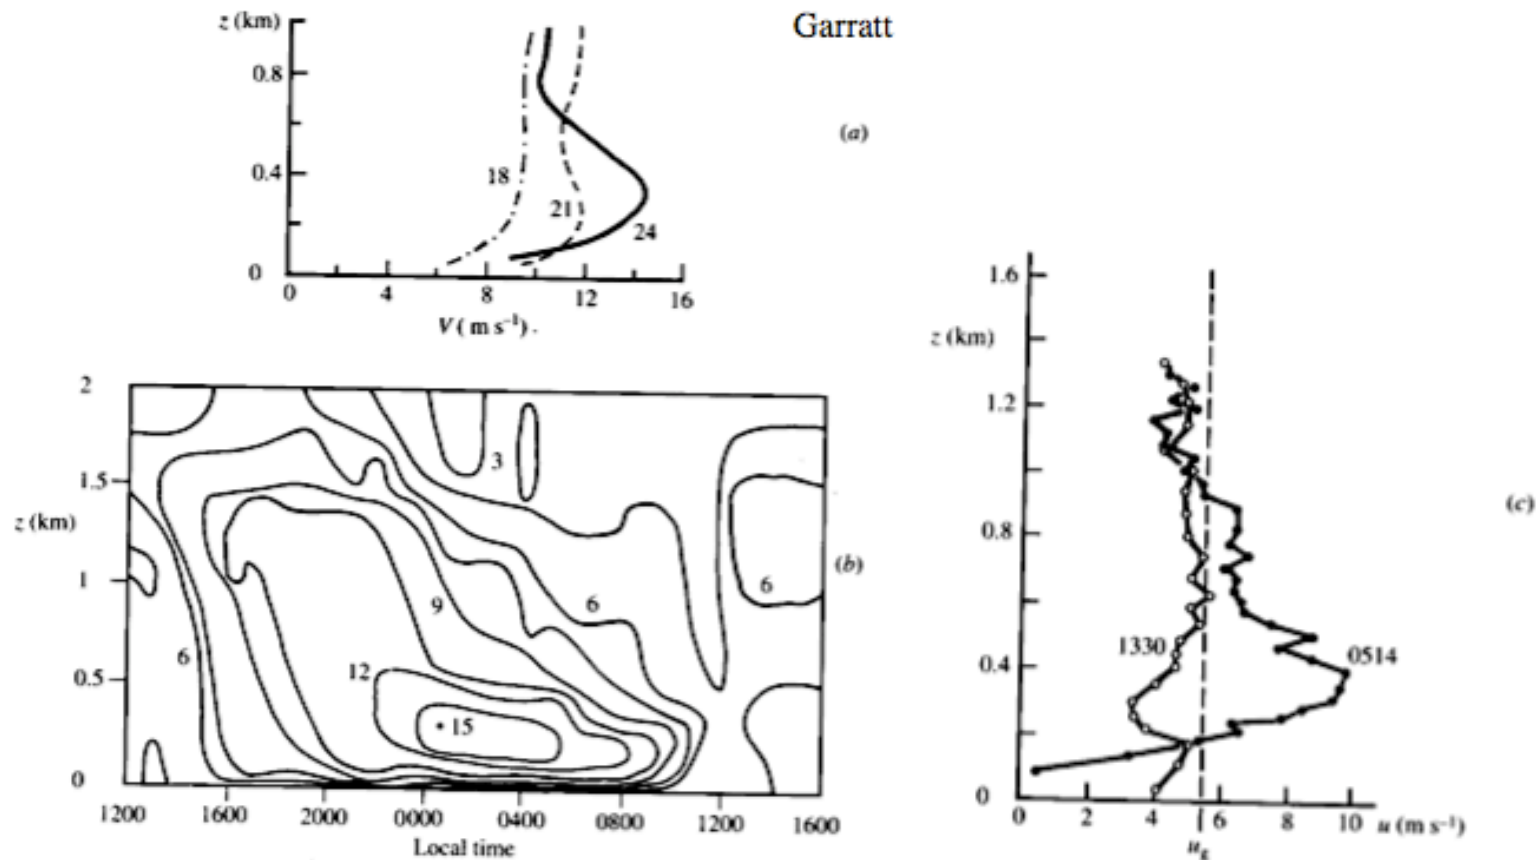 Garratt
z (km)
0.8
0.4
0
18
21
24
(a)
0 4 8 12 16
V ( m s⁻¹) .
2
1.5
z (km)
1
0.5
0
3
6
9
6
6
12
15
(b)
1200 1600 2000 0000 0400 0800 1200 1600
Local time
1.6
z (km)
1.2
0.8
0.4
0
(c)
1330
0514
0 2 4 6 8 10 u (m s⁻¹)
u_g